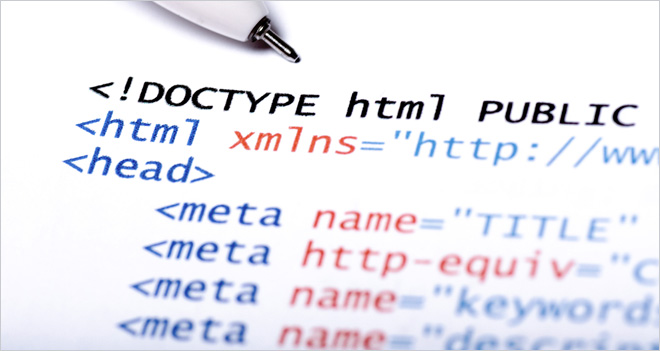 <!DOCTYPE html PUBLIC
<html xmlns="http://ww
<head>
<meta name="TITLE"
<meta http-equiv="C
<meta name="keywords
<meta name="descrip